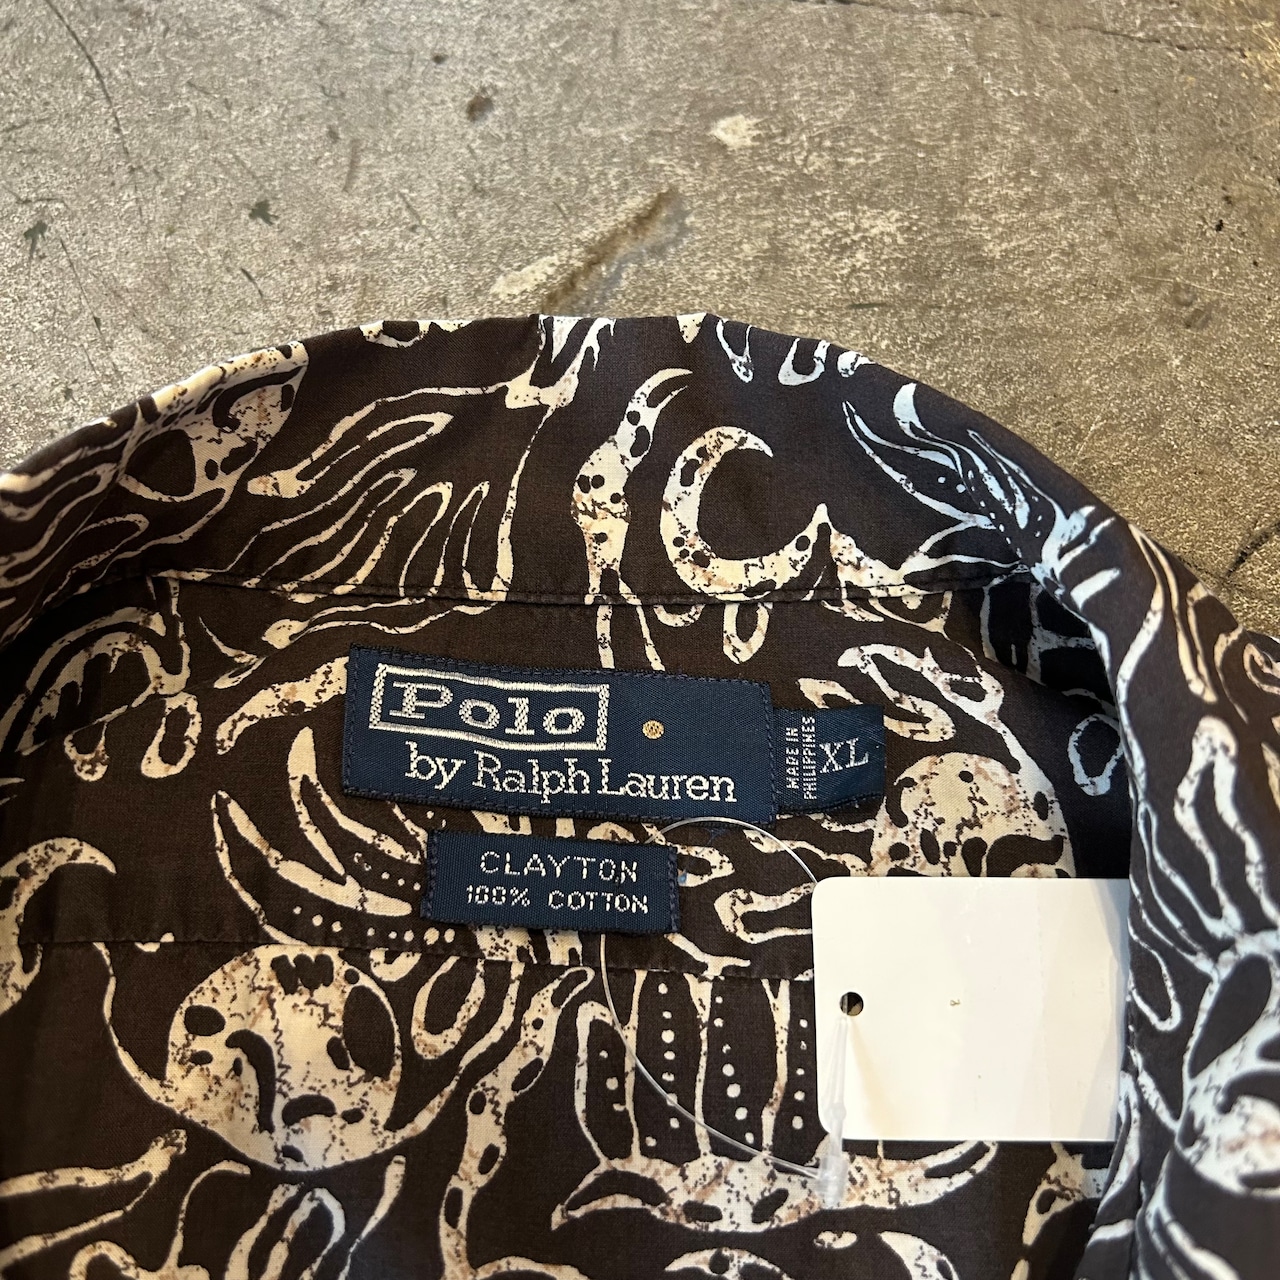 Polo
by Ralph Lauren
MADE IN
PHILIPPINES
XL
CLAYTON
100% COTTON